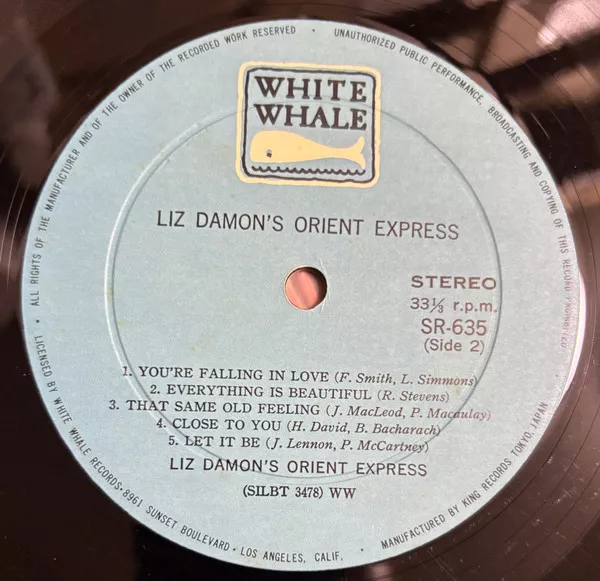 • ALL RIGHTS OF THE MANUFACTURER AND OF THE OWNER OF THE RECORDED WORK RESERVED • UNAUTHORIZED PUBLIC PERFORMANCE, BROADCASTING AND COPYING OF THIS RECORD PROHIBITED
WHITE
WHALE
LIZ DAMON'S ORIENT EXPRESS
STEREO
33⅓ r.p.m.
SR-635
(Side 2)
1. YOU'RE FALLING IN LOVE (F. Smith, L. Simmons)
2. EVERYTHING IS BEAUTIFUL (R. Stevens)
3. THAT SAME OLD FEELING (J. MacLeod, P. Macaulay)
4. CLOSE TO YOU (H. David, B. Bacharach)
5. LET IT BE (J. Lennon, P. McCartney)
LIZ DAMON'S ORIENT EXPRESS
(SILBT 3478) WW
LICENSED BY WHITE WHALE RECORDS•8961 SUNSET BOULEVARD • LOS ANGELES, CALIF. • MANUFACTURED BY KING RECORDS TOKYO, JAPAN •